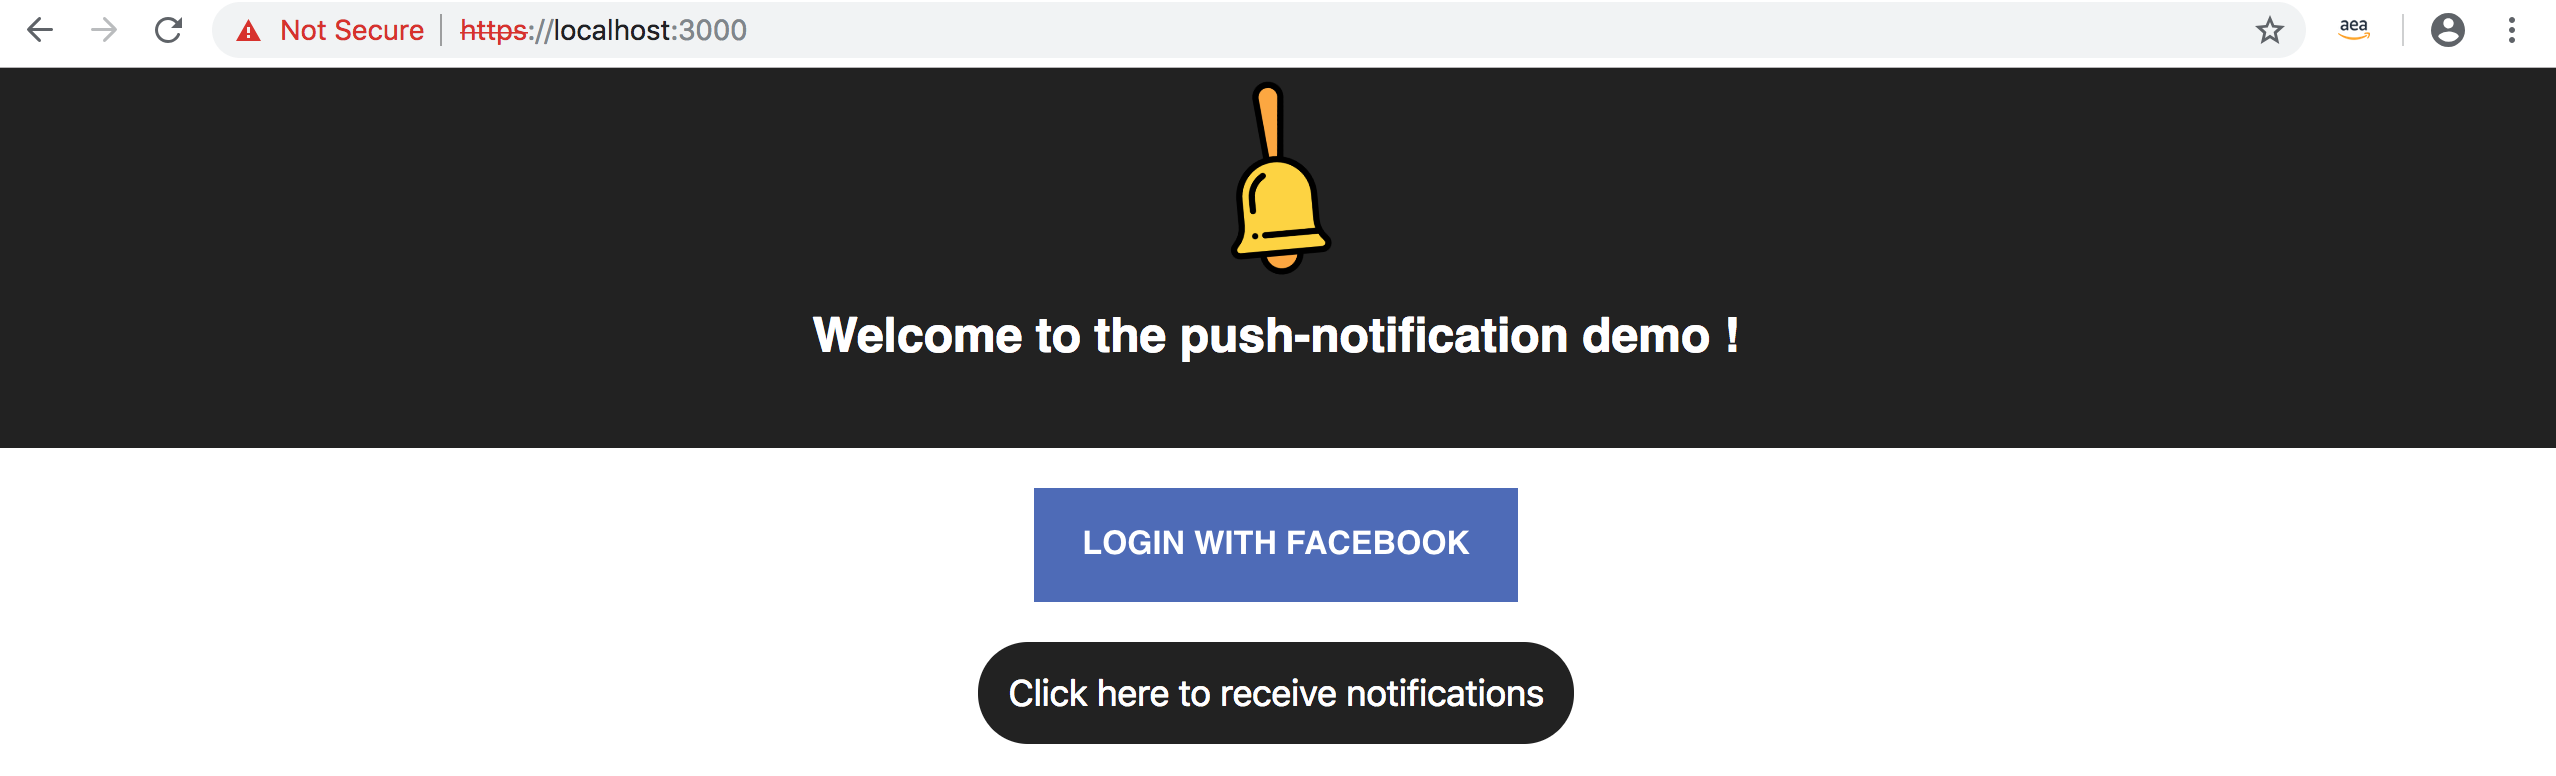 Not Secure https://localhost:3000 aea
Welcome to the push-notification demo !
LOGIN WITH FACEBOOK
Click here to receive notifications